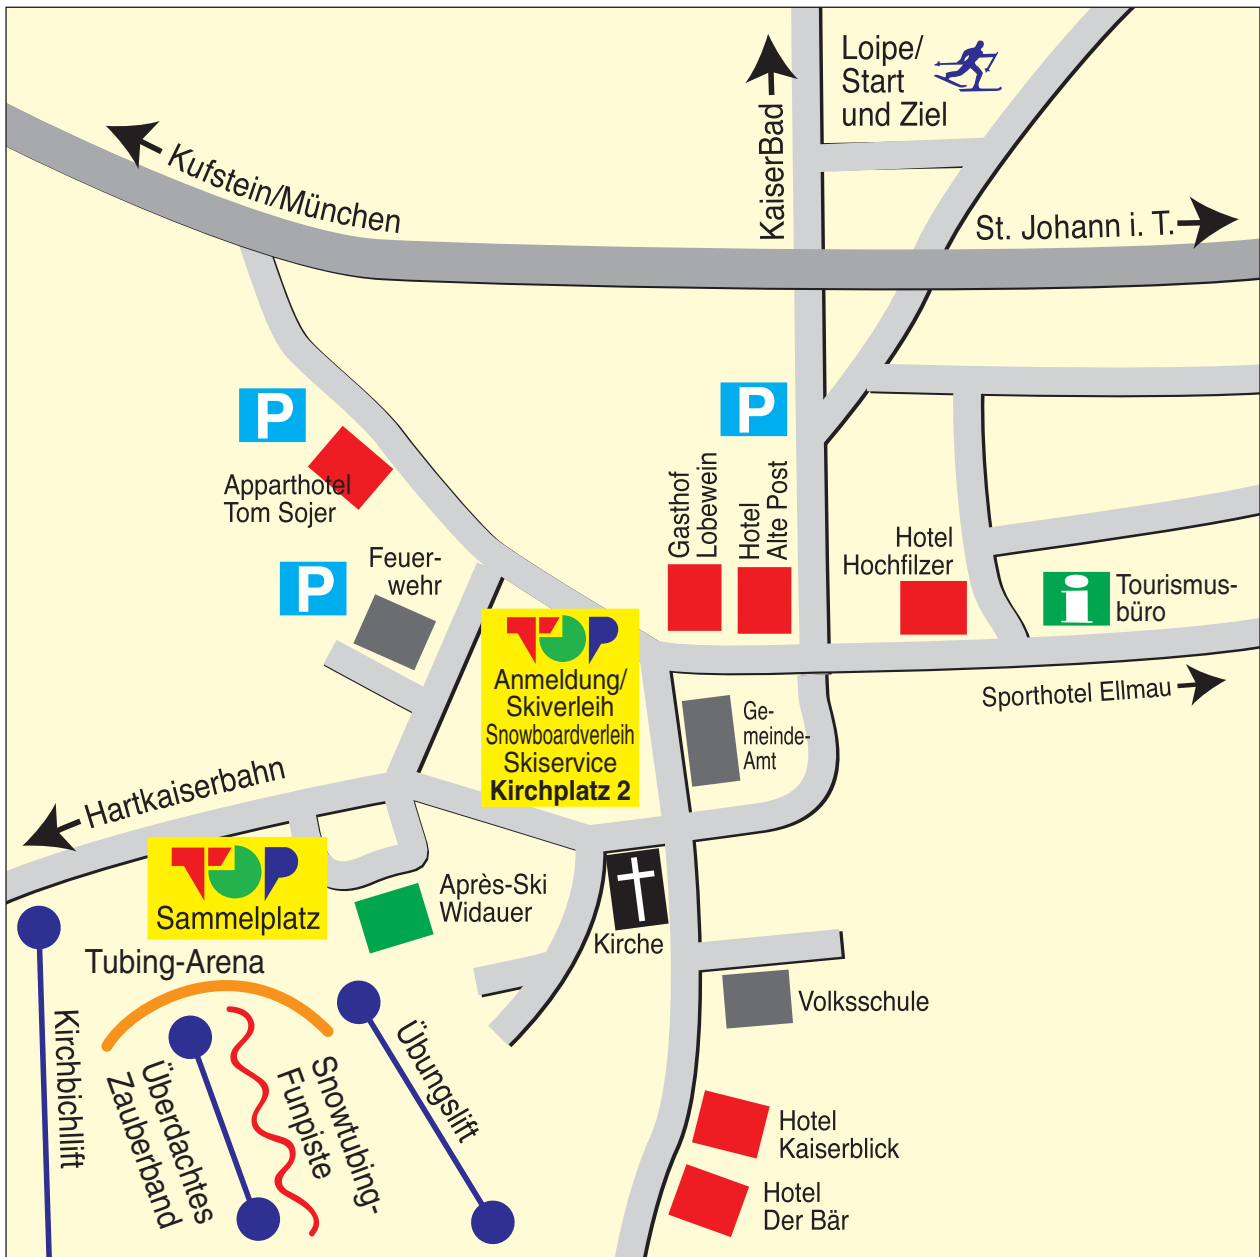 Loipe/
Start
und Ziel
KaiserBad
Kufstein/München
St. Johann i. T.
P
P
Apparthotel
Tom Sojer
Gasthof
Lobewein
Hotel
Alte Post
Hotel
Hochfilzer
Feuer-
wehr
P
i
Tourismus-
büro
TOP
Anmeldung/
Skiverleih
Snowboardverleih
Skiservice
Kirchplatz 2
Sporthotel Ellmau
Ge-
meinde-
Amt
Hartkaiserbahn
TOP
Sammelplatz
Après-Ski
Widauer
Kirche
Tubing-Arena
Volksschule
Kirchbichllift
Überdachtes
Zauberband
Snowtubing-
Funpiste
Übungslift
Hotel
Kaiserblick
Hotel
Der Bär